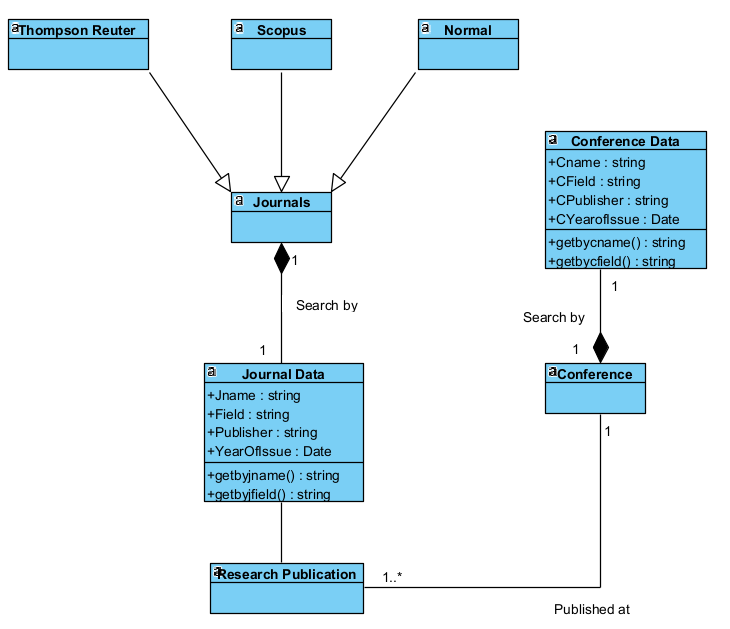 Thompson Reuter
Scopus
Normal
Conference Data
+Cname : string
+CField : string
+CPublisher : string
+CYearofIssue : Date
+getbycname() : string
+getbycfield() : string
Journals
1
Search by
1
1
Search by
1
Journal Data
+Jname : string
+Field : string
+Publisher : string
+YearOfIssue : Date
+getbyjname() : string
+getbyjfield() : string
Conference
1
Research Publication
1..*
Published at